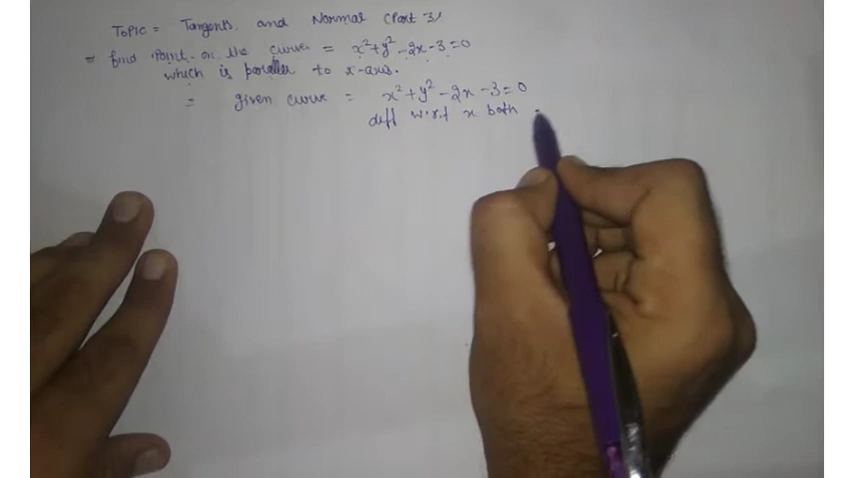 Topic = Tangents and Normal (Part 3)
= find point on the curve = x²+y²-2x-3=0
which is parallel to x-axis.
= given curve = x²+y²-2x-3=0
diff w.r.t x both